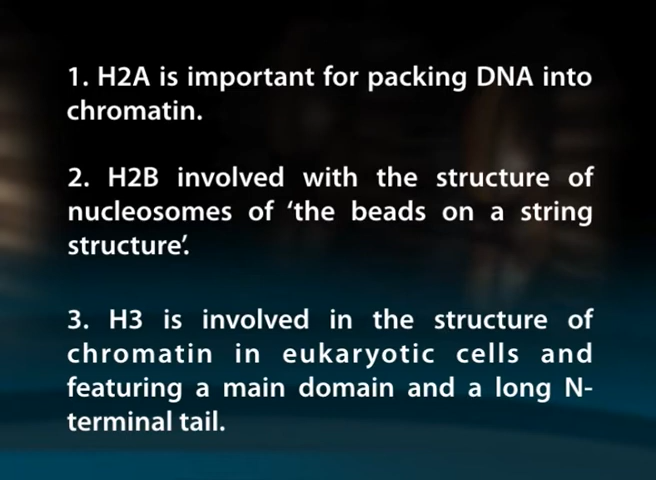 1. H2A is important for packing DNA into
chromatin.
2. H2B involved with the structure of
nucleosomes of ‘the beads on a string
structure’.
3. H3 is involved in the structure of
chromatin in eukaryotic cells and
featuring a main domain and a long N-
terminal tail.